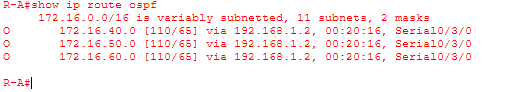 R-A#show ip route ospf
172.16.0.0/16 is variably subnetted, 11 subnets, 2 masks
O 172.16.40.0 [110/65] via 192.168.1.2, 00:20:16, Serial0/3/0
O 172.16.50.0 [110/65] via 192.168.1.2, 00:20:16, Serial0/3/0
O 172.16.60.0 [110/65] via 192.168.1.2, 00:20:16, Serial0/3/0
R-A#